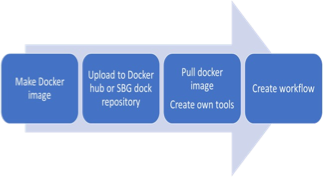 Make Docker
image
Upload to Docker
hub or SBG dock
repository
Pull docker
image
Create own tools
Create workflow